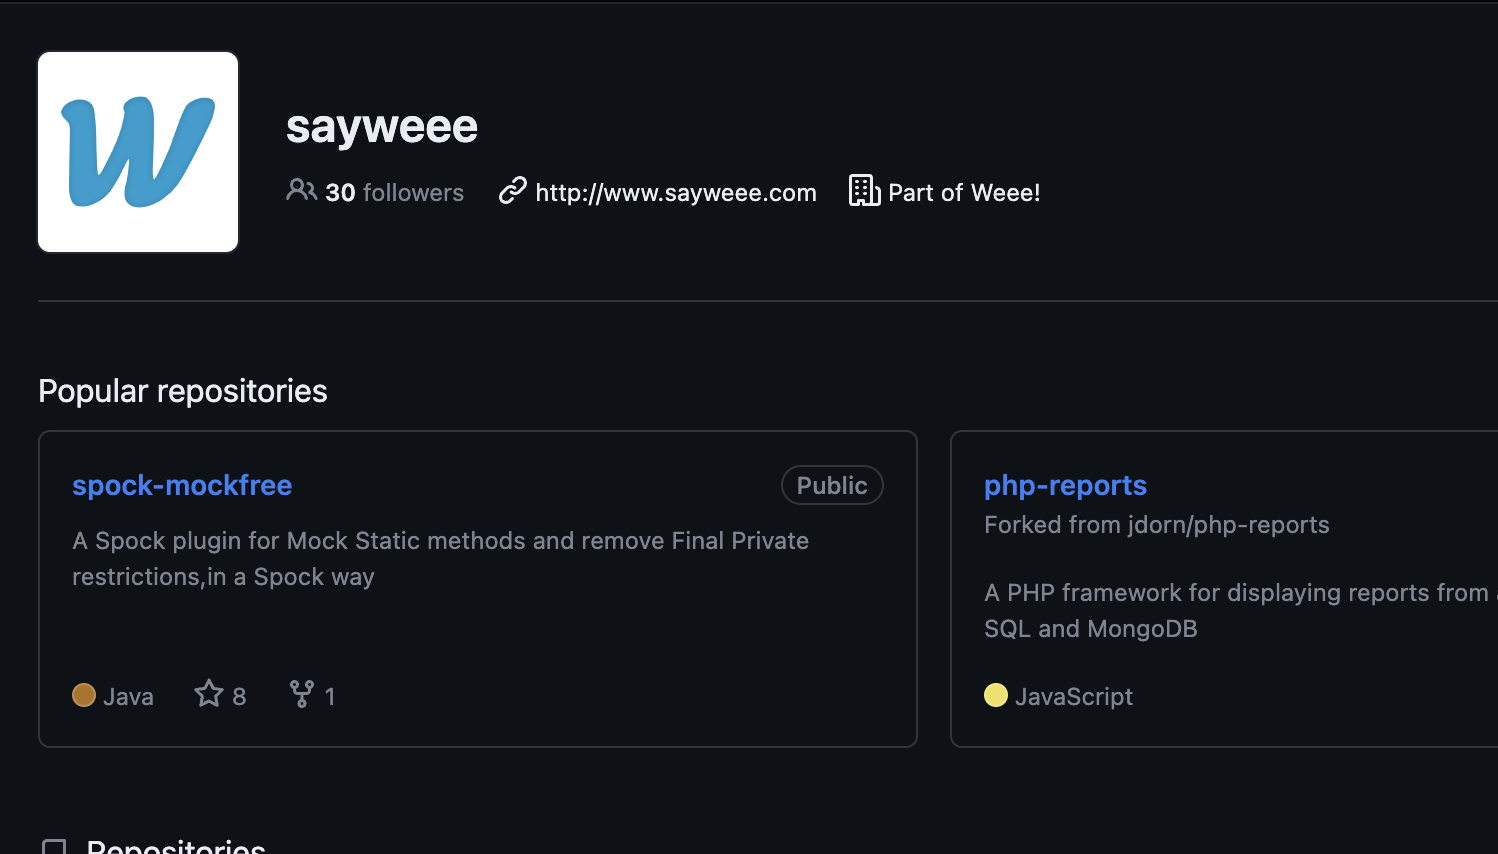 W
sayweee
30 followers http://www.sayweee.com Part of Weee!
Popular repositories
spock-mockfree Public
A Spock plugin for Mock Static methods and remove Final Private
restrictions,in a Spock way
Java 8 1
php-reports
Forked from jdorn/php-reports
A PHP framework for displaying reports from
SQL and MongoDB
JavaScript
Repositories